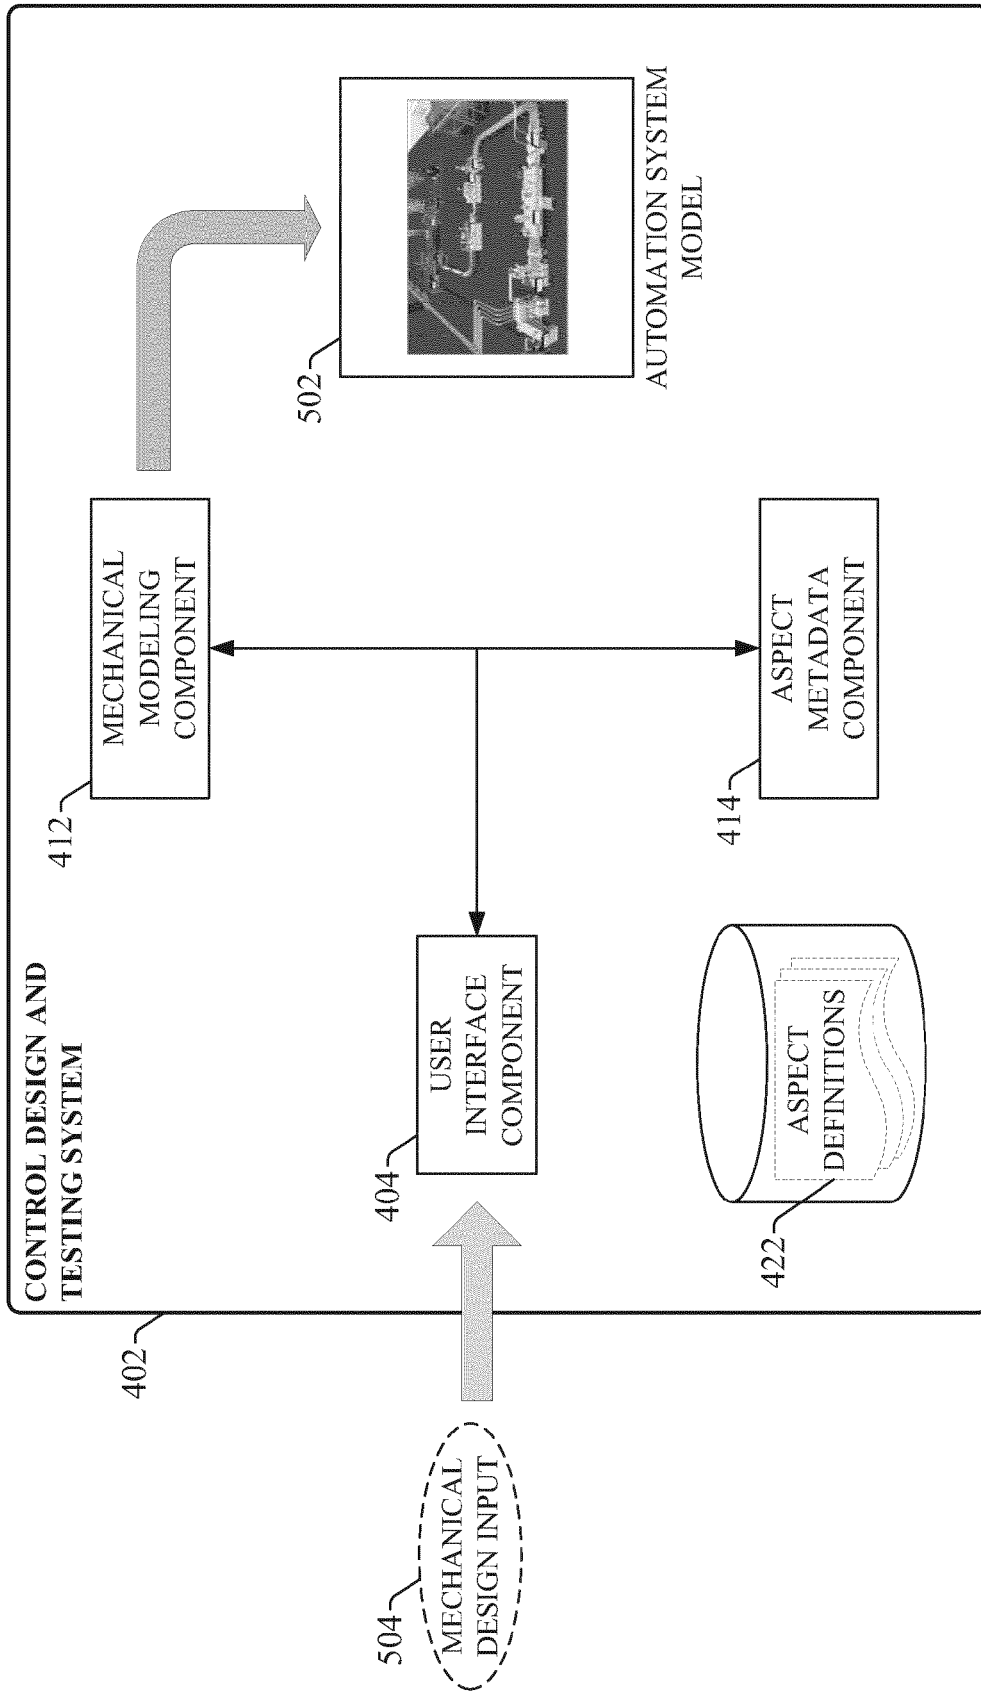 CONTROL DESIGN AND
TESTING SYSTEM
402
504
MECHANICAL
DESIGN INPUT
404
USER
INTERFACE
COMPONENT
412
MECHANICAL
MODELING
COMPONENT
502
AUTOMATION SYSTEM
MODEL
422
ASPECT
DEFINITIONS
414
ASPECT
METADATA
COMPONENT